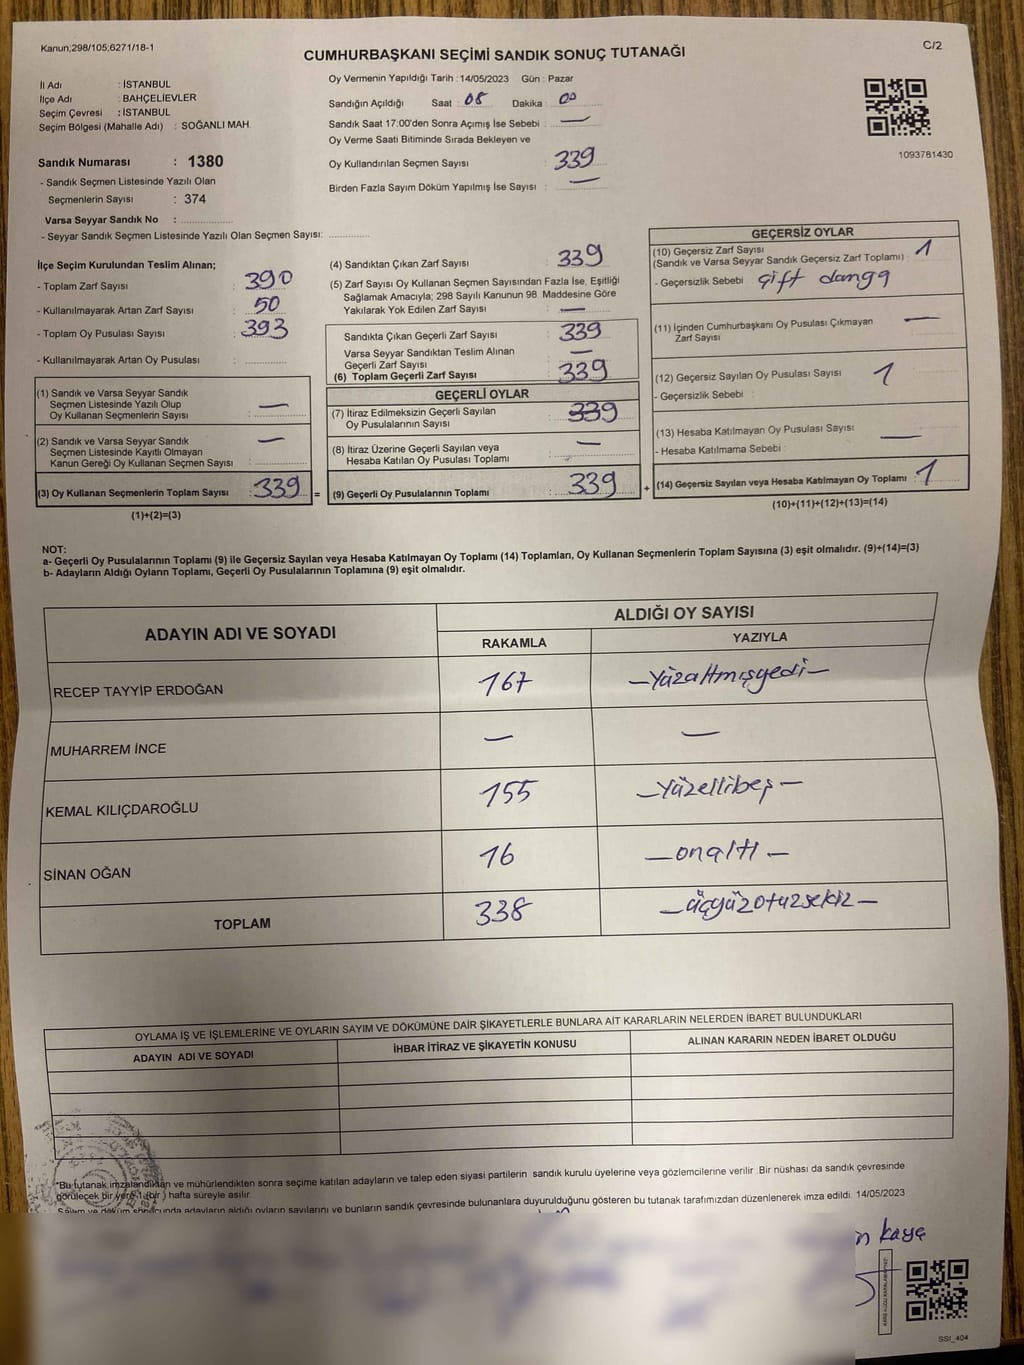 Kanun;298/105;6271/18-1
C/2
CUMHURBAŞKANI SEÇİMİ SANDIK SONUÇ TUTANAĞI
İl Adı : İSTANBUL
İlçe Adı : BAHÇELİEVLER
Seçim Çevresi : İSTANBUL
Seçim Bölgesi (Mahalle Adı) : SOĞANLI MAH.
Sandık Numarası : 1380
- Sandık Seçmen Listesinde Yazılı Olan
Seçmenlerin Sayısı : 374
Varsa Seyyar Sandık No :
- Seyyar Sandık Seçmen Listesinde Yazılı Olan Seçmen Sayısı:
Oy Vermenin Yapıldığı Tarih : 14/05/2023 Gün : Pazar
Sandığın Açıldığı Saat : 08 Dakika : 00
Sandık Saat 17:00'den Sonra Açımış İse Sebebi : —
Oy Verme Saati Bitiminde Sırada Bekleyen ve
Oy Kullandırılan Seçmen Sayısı : 339
Birden Fazla Sayım Döküm Yapılmış İse Sayısı : —
1093781430
İlçe Seçim Kurulundan Teslim Alınan;
- Toplam Zarf Sayısı : 390
- Kullanılmayarak Artan Zarf Sayısı : 50
- Toplam Oy Pusulası Sayısı : 393
- Kullanılmayarak Artan Oy Pusulası :
(1) Sandık ve Varsa Seyyar Sandık
Seçmen Listesinde Yazılı Olup
Oy Kullanan Seçmenlerin Sayısı : —
(2) Sandık ve Varsa Seyyar Sandık
Seçmen Listesinde Kayıtlı Olmayan
Kanun Gereği Oy Kullanan Seçmen Sayısı : —
(3) Oy Kullanan Seçmenlerin Toplam Sayısı : 339 =
(1)+(2)=(3)
(4) Sandıktan Çıkan Zarf Sayısı : 339
(5) Zarf Sayısı Oy Kullanan Seçmen Sayısından Fazla İse, Eşitliği
Sağlamak Amacıyla; 298 Sayılı Kanunun 98. Maddesine Göre
Yakılarak Yok Edilen Zarf Sayısı : —
Sandıkta Çıkan Geçerli Zarf Sayısı : 339
Varsa Seyyar Sandıktan Teslim Alınan
Geçerli Zarf Sayısı : —
(6) Toplam Geçerli Zarf Sayısı : 339
GEÇERLİ OYLAR
(7) İtiraz Edilmeksizin Geçerli Sayılan
Oy Pusulalarının Sayısı : 339
(8) İtiraz Üzerine Geçerli Sayılan veya
Hesaba Katılan Oy Pusulası Toplamı : —
(9) Geçerli Oy Pusulalarının Toplamı : 339 +
GEÇERSİZ OYLAR
(10) Geçersiz Zarf Sayısı
(Sandık ve Varsa Seyyar Sandık Geçersiz Zarf Toplamı) : 1
- Geçersizlik Sebebi : çift danga
(11) İçinden Cumhurbaşkanı Oy Pusulası Çıkmayan
Zarf Sayısı : —
(12) Geçersiz Sayılan Oy Pusulası Sayısı : 1
- Geçersizlik Sebebi :
(13) Hesaba Katılmayan Oy Pusulası Sayısı : —
- Hesaba Katılmama Sebebi :
(14) Geçersiz Sayılan veya Hesaba Katılmayan Oy Toplamı : 1
(10)+(11)+(12)+(13)=(14)
NOT:
a- Geçerli Oy Pusulalarının Toplamı (9) ile Geçersiz Sayılan veya Hesaba Katılmayan Oy Toplamı (14) Toplamları, Oy Kullanan Seçmenlerin Toplam Sayısına (3) eşit olmalıdır. (9)+(14)=(3)
b- Adayların Aldığı Oyların Toplamı, Geçerli Oy Pusulalarının Toplamına (9) eşit olmalıdır.
ADAYIN ADI VE SOYADI
ALDIĞI OY SAYISI
RAKAMLA YAZIYLA
RECEP TAYYİP ERDOĞAN 167 —Yüzaltmışyedi—
MUHARREM İNCE — —
KEMAL KILIÇDAROĞLU 155 —Yüzellibeş—
SİNAN OĞAN 16 —onaltı—
TOPLAM 338 —üçyüzotuzsekiz—
OYLAMA İŞ VE İŞLEMLERİNE VE OYLARIN SAYIM VE DÖKÜMÜNE DAİR ŞİKAYETLERLE BUNLARA AİT KARARLARIN NELERDEN İBARET BULUNDUKLARI
ADAYIN ADI VE SOYADI İHBAR İTİRAZ VE ŞİKAYETİN KONUSU ALINAN KARARIN NEDEN İBARET OLDUĞU
*Bu tutanak imzalandıktan ve mühürlendikten sonra seçime katılan adayların ve talep eden siyasi partilerin sandık kurulu üyelerine veya gözlemcilerine verilir. Bir nüshası da sandık çevresinde
görülecek bir yere 1 (bir) hafta süreyle asılır.
Sayım ve döküm sonucunda adayların aldığı oyların sayılarını ve bunların sandık çevresinde bulunanlara duyurulduğunu gösteren bu tutanak tarafımızdan düzenlenerek imza edildi. 14/05/2023
SSI_404